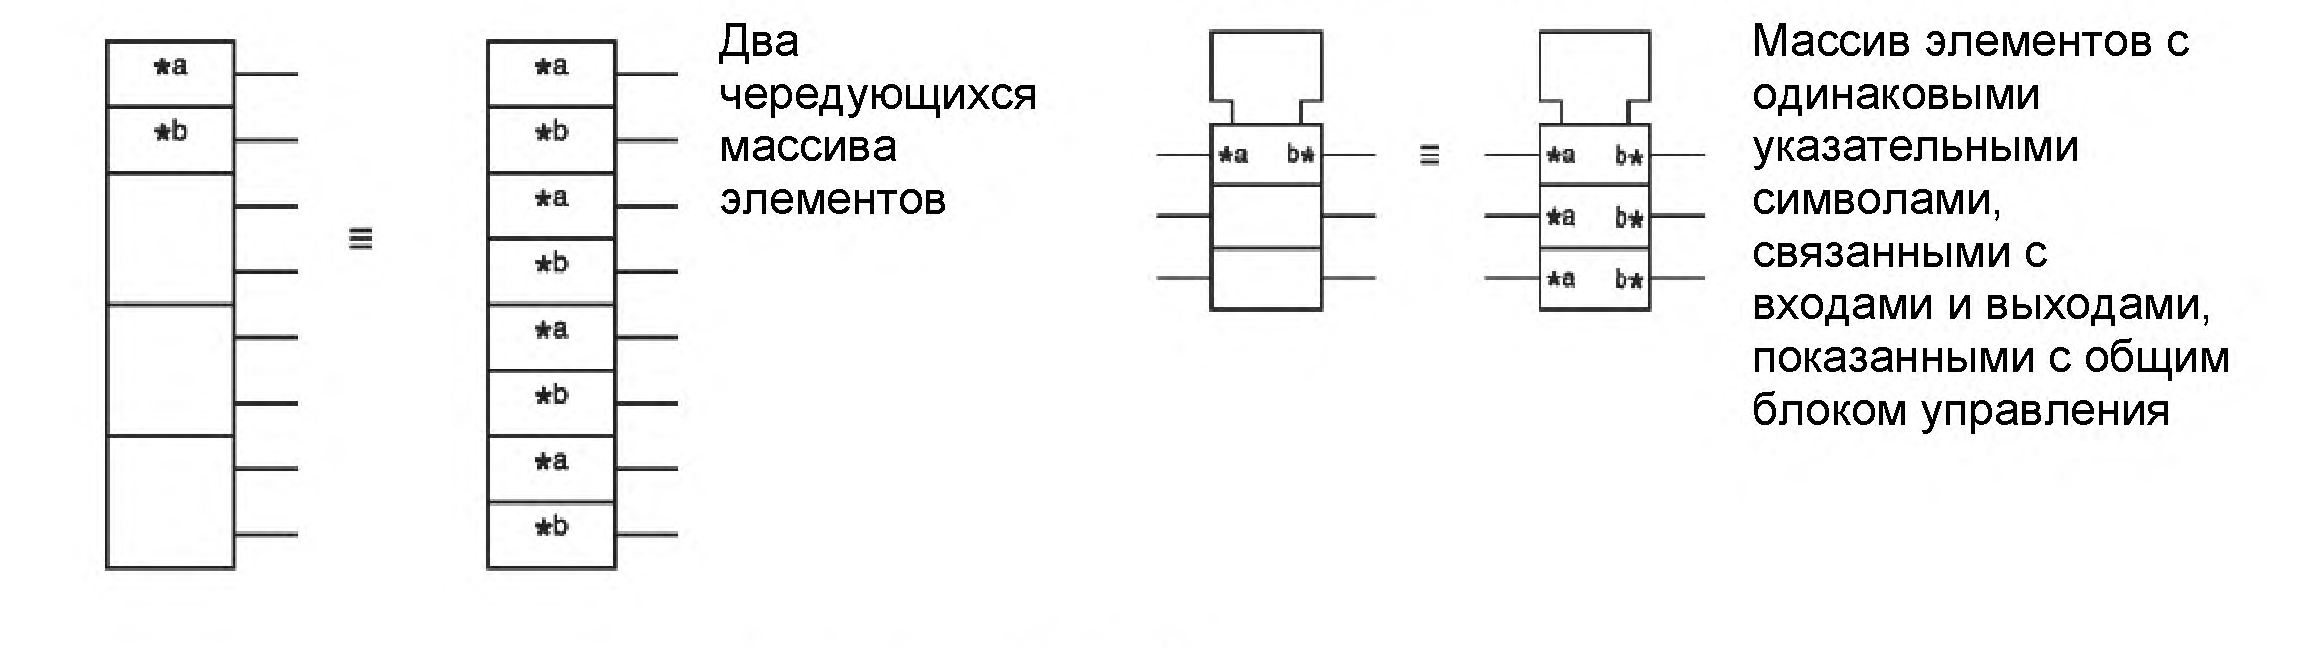 *a
*b
≡
*a
*b
*a
*b
*a
*b
*a
*b
Два
чередующихся
массива
элементов
*a b*
≡
*a b*
*a b*
*a b*
Массив элементов с
одинаковыми
указательными
символами,
связанными с
входами и выходами,
показанными с общим
блоком управления